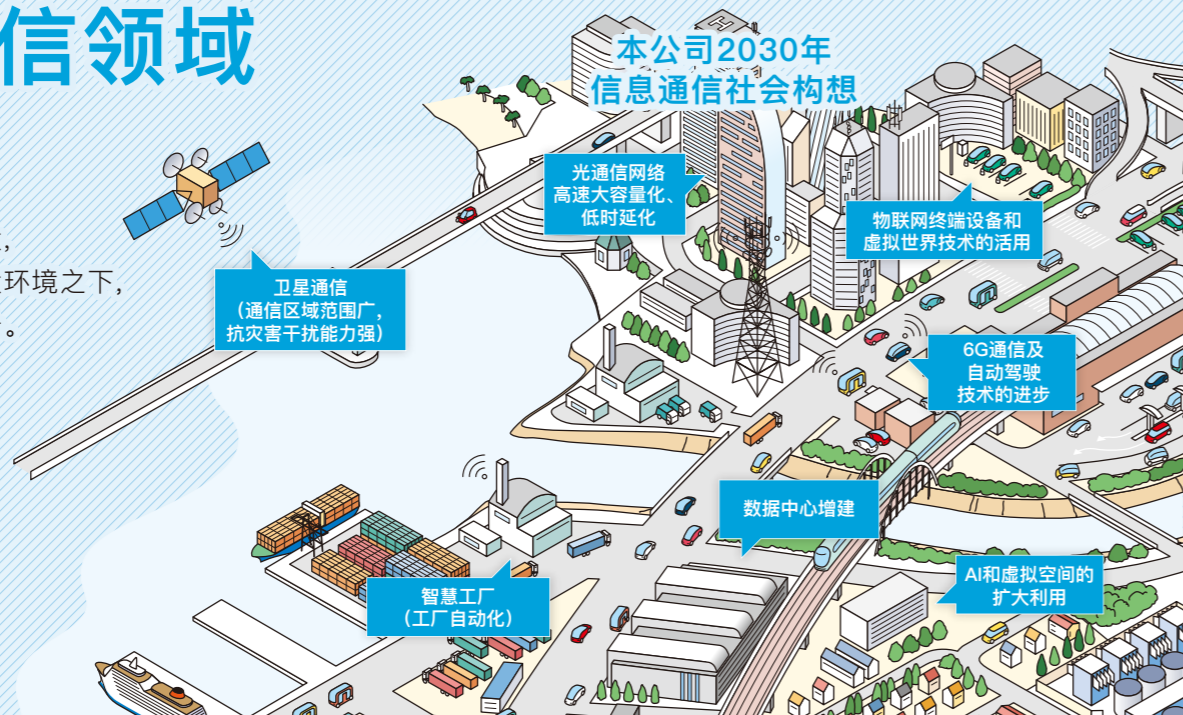 信领域
本公司2030年
信息通信社会构想
光通信网络
高速大容量化、
低时延化
物联网终端设备和
虚拟世界技术的活用
环境之下,
卫星通信
(通信区域范围广,
抗灾害干扰能力强)
6G通信及
自动驾驶
技术的进步
数据中心增建
AI和虚拟空间的
扩大利用
智慧工厂
(工厂自动化)
H